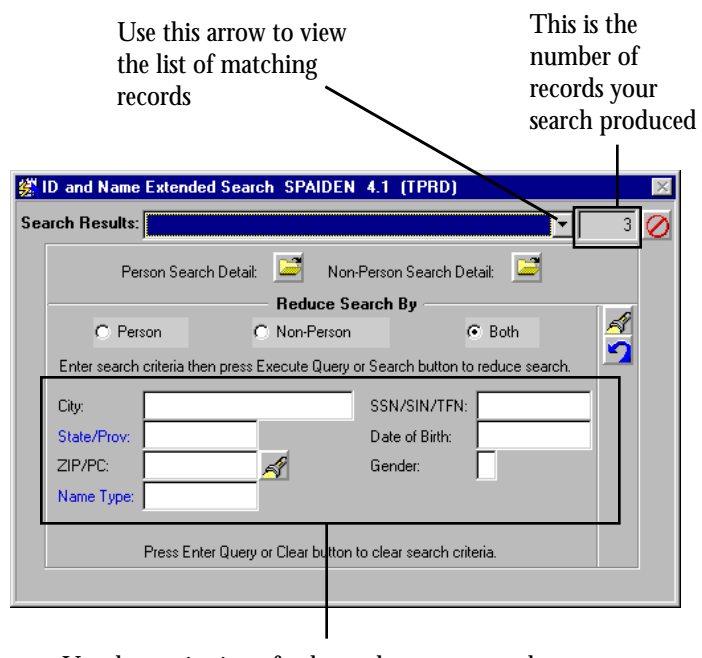 Use this arrow to view
the list of matching
records
This is the
number of
records your
search produced
ID and Name Extended Search SPAIDEN 4.1 (TPRD)
Search Results: 3
Person Search Detail: Non-Person Search Detail:
Reduce Search By
Person Non-Person Both
Enter search criteria then press Execute Query or Search button to reduce search.
City: SSN/SIN/TFN:
State/Prov: Date of Birth:
ZIP/PC: Gender:
Name Type:
Press Enter Query or Clear button to clear search criteria.